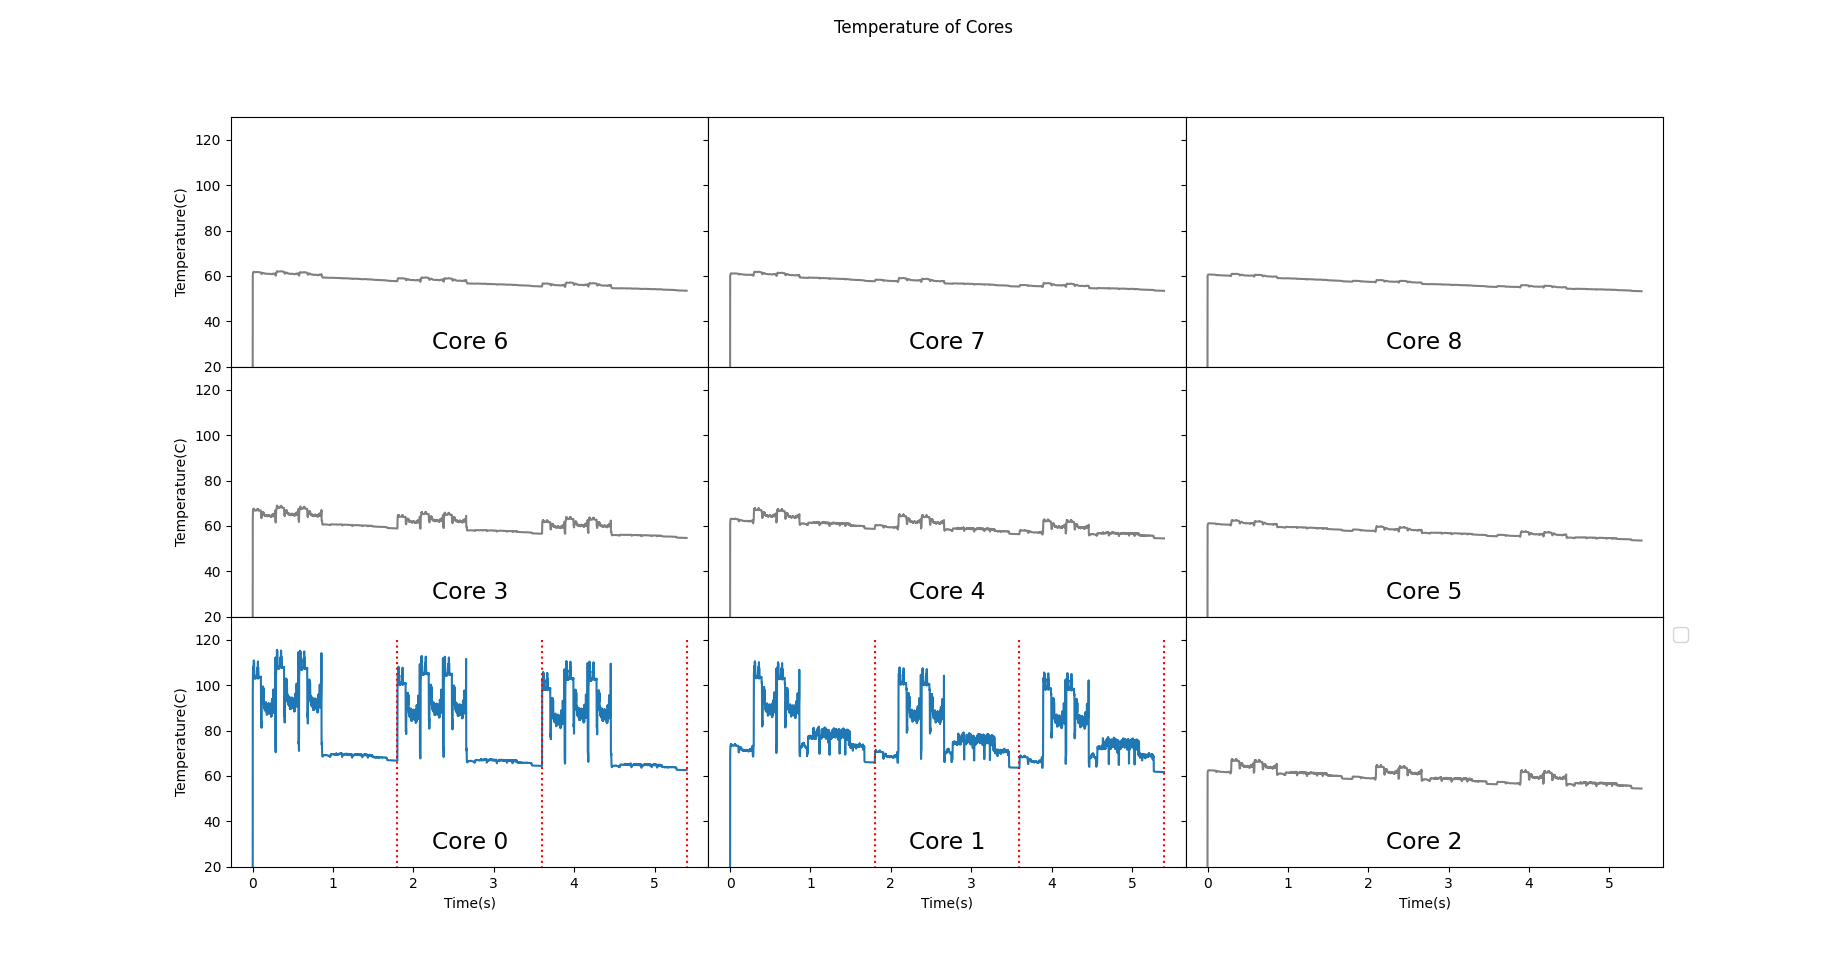 Temperature of Cores
Temperature(C)
120
100
80
60
40
20
Core 6
Core 7
Core 8
Temperature(C)
120
100
80
60
40
20
Core 3
Core 4
Core 5
Temperature(C)
120
100
80
60
40
20
Core 0
Core 1
Core 2
0 1 2 3 4 5
0 1 2 3 4 5
0 1 2 3 4 5
Time(s)
Time(s)
Time(s)